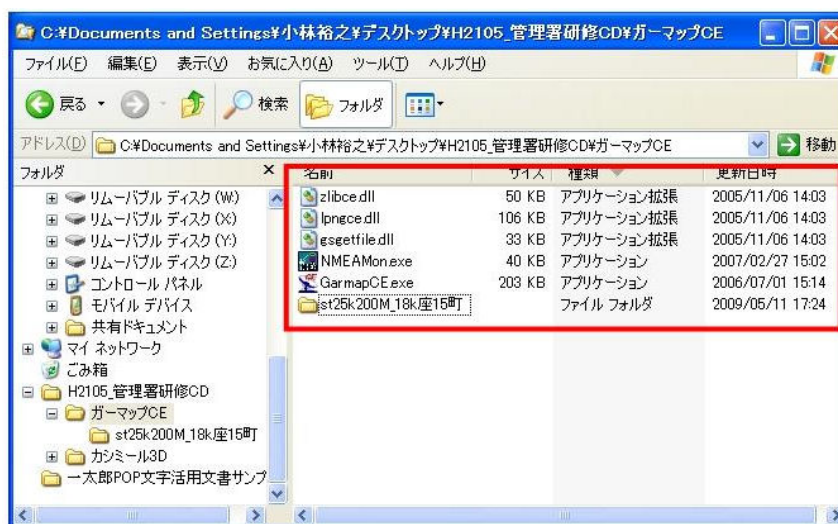 C:¥Documents and Settings¥小林裕之¥デスクトップ¥H2105_管理署研修CD¥ガーマップCE
ファイル(F) 編集(E) 表示(V) お気に入り(A) ツール(T) ヘルプ(H)
戻る 検索 フォルダ
アドレス(D) C:¥Documents and Settings¥小林裕之¥デスクトップ¥H2105_管理署研修CD¥ガーマップCE 移動
フォルダ × 名前 サイズ 種類 更新日時
リムーバブル ディスク (W:) zlibce.dll 50 KB アプリケーション拡張 2005/11/06 14:03
リムーバブル ディスク (X:) lpngce.dll 106 KB アプリケーション拡張 2005/11/06 14:03
リムーバブル ディスク (Y:) gsgetfile.dll 33 KB アプリケーション拡張 2005/11/06 14:03
リムーバブル ディスク (Z:) NMEAMon.exe 40 KB アプリケーション 2007/02/27 15:02
コントロール パネル GarmapCE.exe 203 KB アプリケーション 2006/07/01 15:14
モバイル デバイス st25k200M_18k座15町 ファイル フォルダ 2009/05/11 17:24
共有ドキュメント
マイ ネットワーク
ごみ箱
H2105_管理署研修CD
ガーマップCE
st25k200M_18k座15町
カシミール3D
一太郎POP文字活用文書サンプ